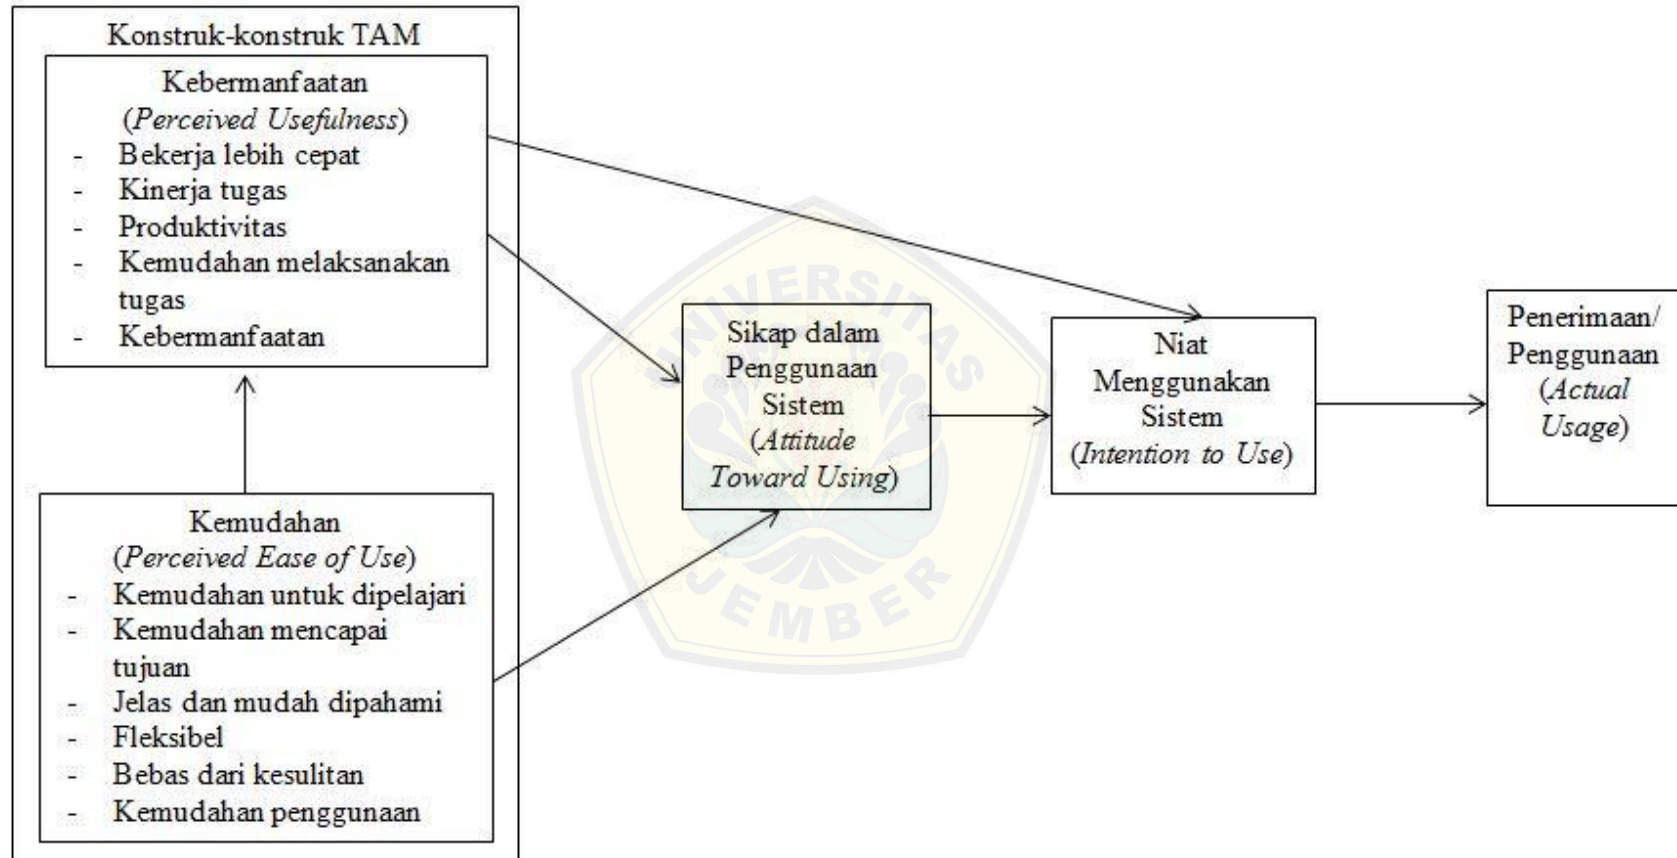 Konstruk-konstruk TAM
Kebermanfaatan
(Perceived Usefulness)
- Bekerja lebih cepat
- Kinerja tugas
- Produktivitas
- Kemudahan melaksanakan
tugas
- Kebermanfaatan
Kemudahan
(Perceived Ease of Use)
- Kemudahan untuk dipelajari
- Kemudahan mencapai
tujuan
- Jelas dan mudah dipahami
- Fleksibel
- Bebas dari kesulitan
- Kemudahan penggunaan
Sikap dalam
Penggunaan
Sistem
(Attitude
Toward Using)
Niat
Menggunakan
Sistem
(Intention to Use)
Penerimaan/
Penggunaan
(Actual
Usage)
UNIVERSITAS
JEMBER